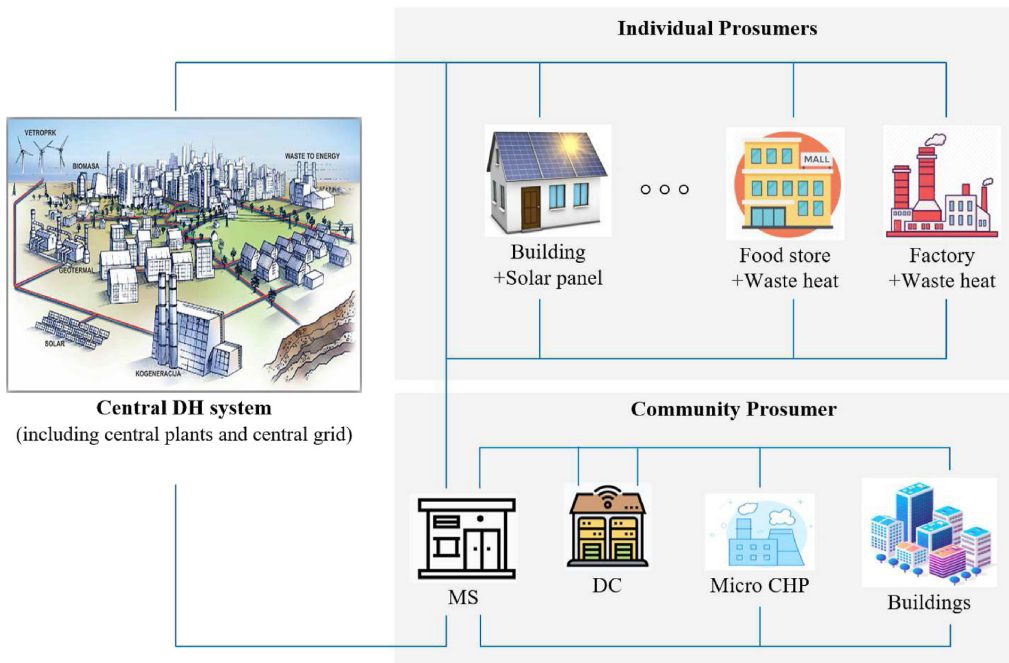 Individual Prosumers
VETROPRK
BIOMASA
WASTE TO ENERGY
GEOTERMAL
SOLAR
KOGENERACIJA
Central DH system
(including central plants and central grid)
MALL
Building
+Solar panel
Food store
+Waste heat
Factory
+Waste heat
Community Prosumer
MS
DC
Micro CHP
Buildings